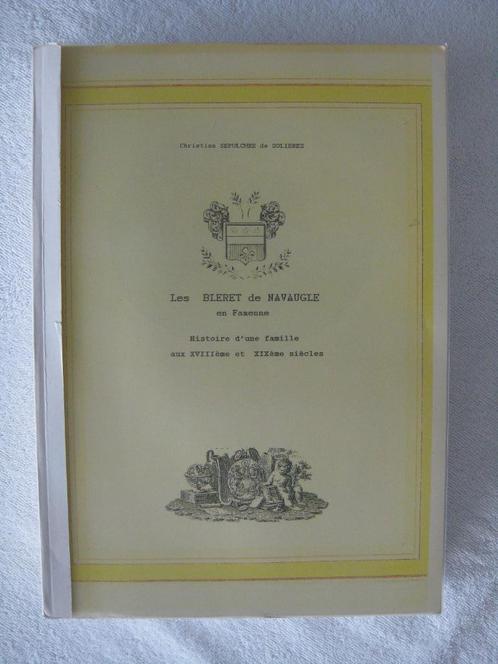 Christian SEPULCHRE de SOLIERES
Les BLERET de NAVAUGLE
en Famenne
Histoire d'une famille
aux XVIIIème et XIXème siècles